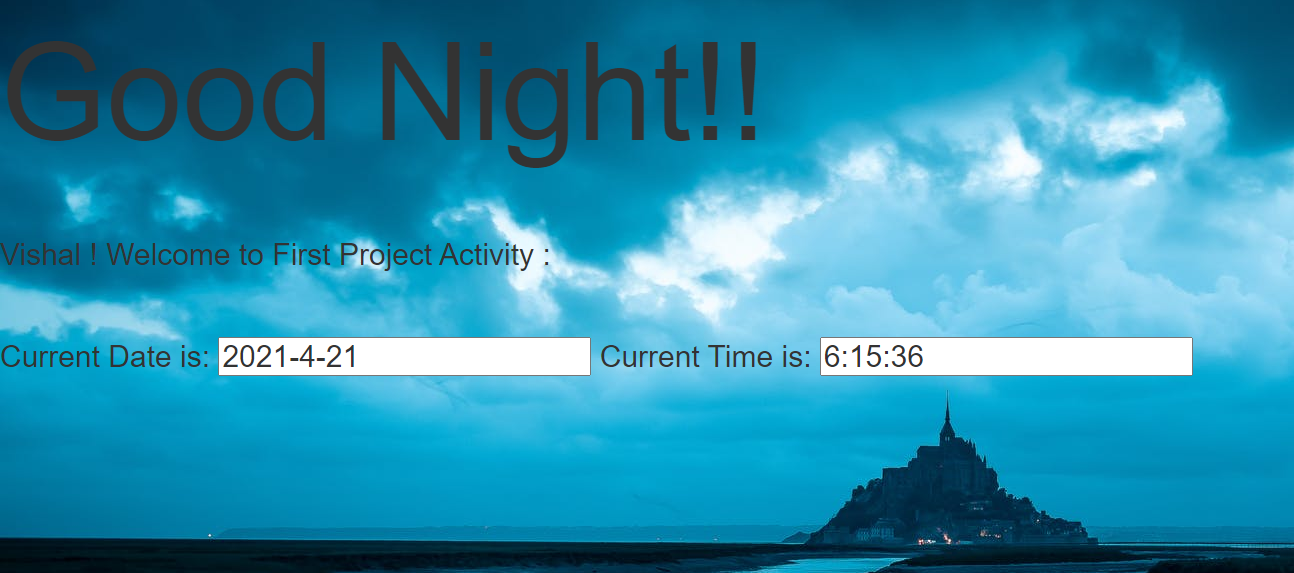 Good Night!!
Vishal ! Welcome to First Project Activity :
Current Date is: 2021-4-21 Current Time is: 6:15:36